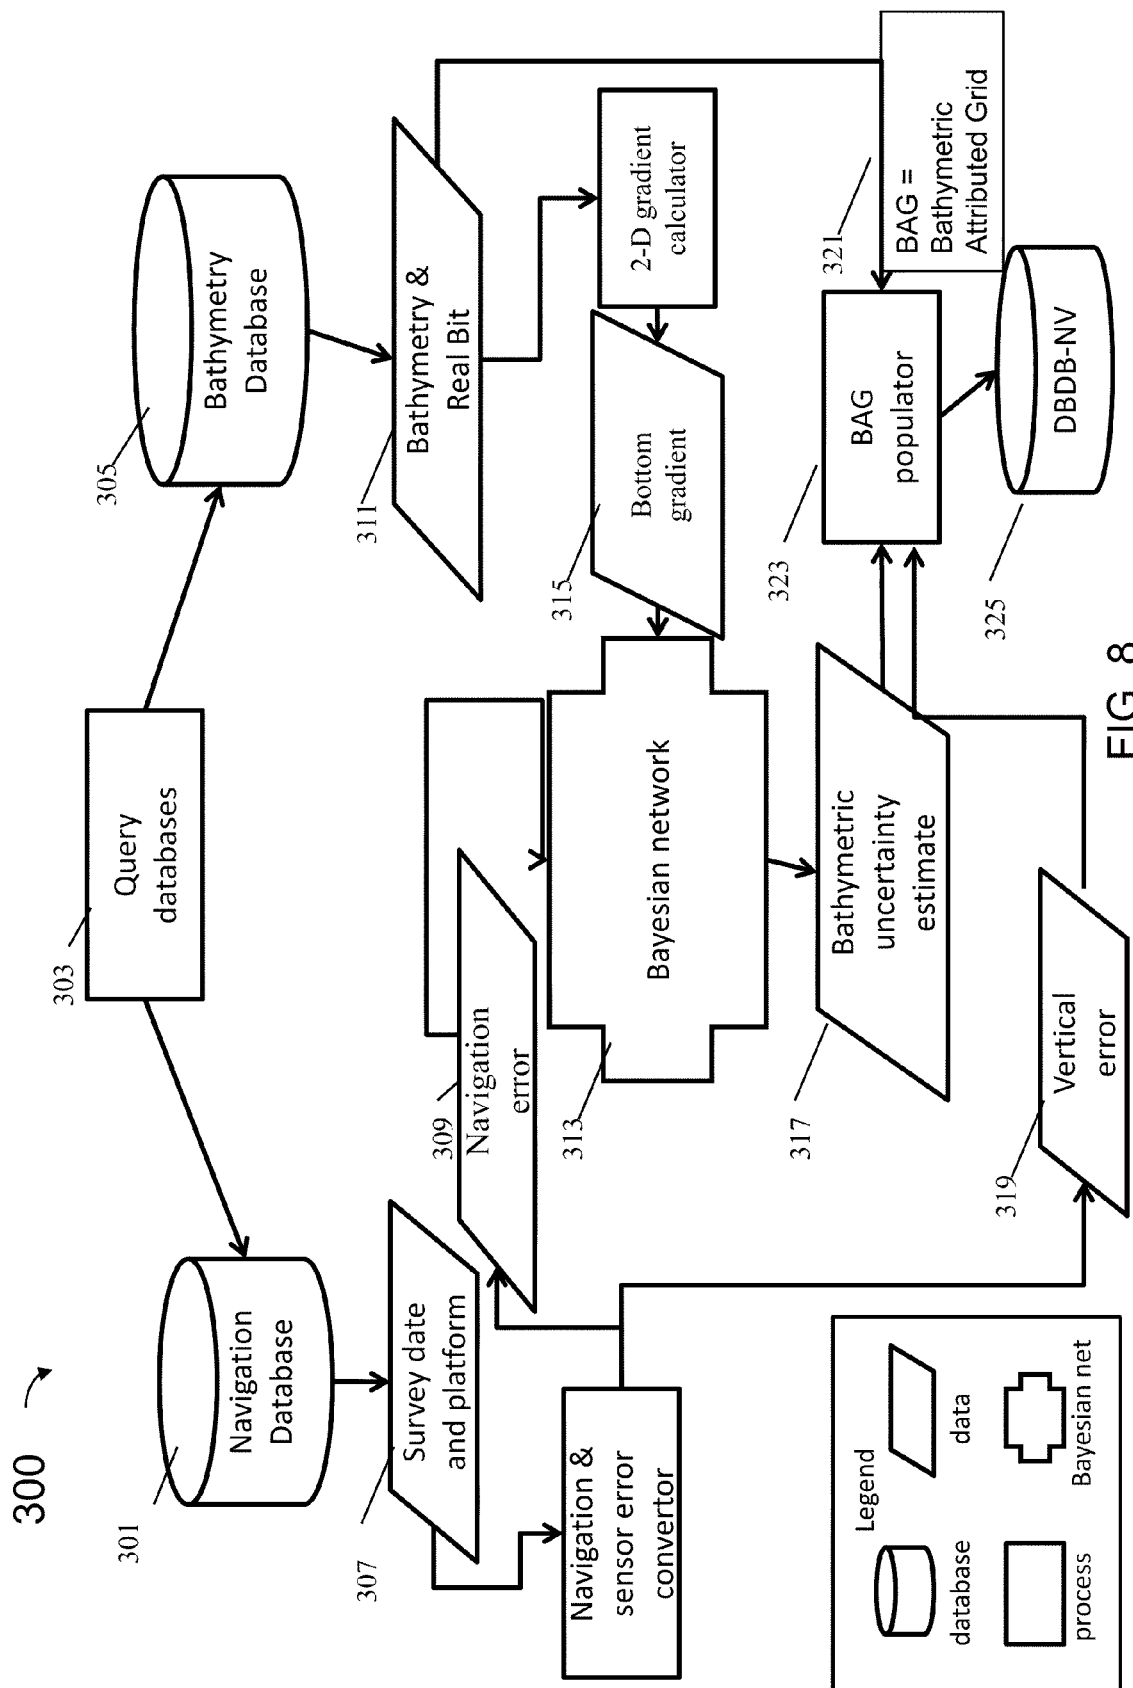 300
303
Query
databases
301
Navigation
Database
305
Bathymetry
Database
307
Survey date
and platform
311
Bathymetry &
Real Bit
309
Navigation
error
Navigation &
sensor error
convertor
313
Bayesian network
315
Bottom
gradient
2-D gradient
calculator
317
Bathymetric
uncertainty
estimate
319
Vertical
error
323
BAG
populator
321
BAG =
Bathymetric
Attributed Grid
325
DBDB-NV
Legend
database
data
process
Bayesian net
FIG. 8